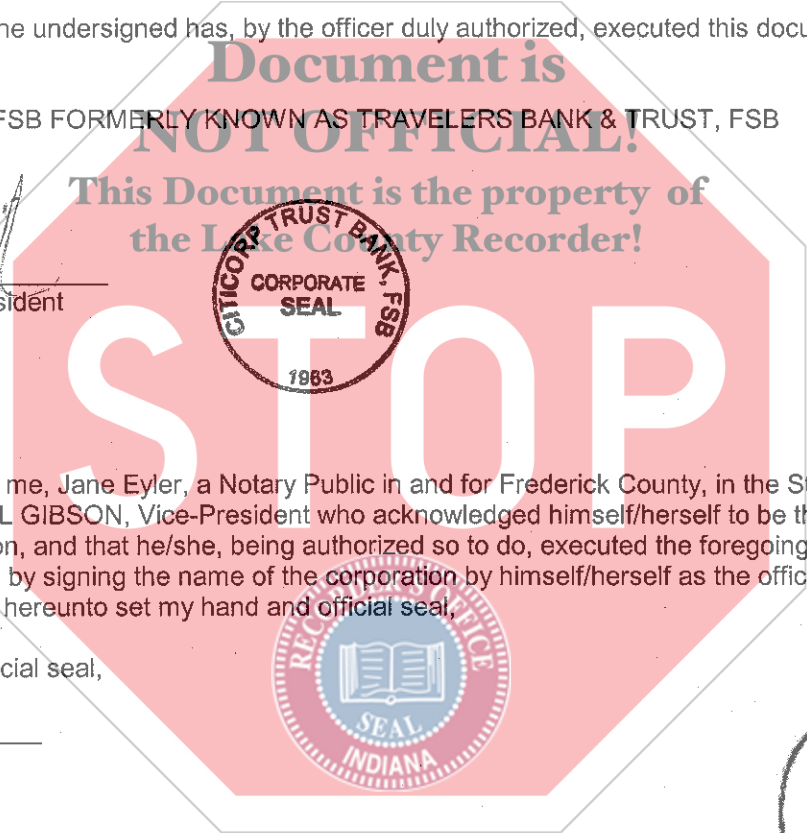 he undersigned has, by the officer duly authorized, executed this docu
Document is
FSB FORMERLY KNOWN AS TRAVELERS BANK & TRUST, FSB
NOT OFFICIAL!
This Document is the property of
the Lake County Recorder!
CITICORP TRUST BANK, FSB
CORPORATE
SEAL
1963
sident
STOP
me, Jane Eyler, a Notary Public in and for Frederick County, in the S
L GIBSON, Vice-President who acknowledged himself/herself to be th
on, and that he/she, being authorized so to do, executed the foregoing
by signing the name of the corporation by himself/herself as the offic
hereunto set my hand and official seal,
RECORDER'S OFFICE
SEAL
INDIANA
cial seal,